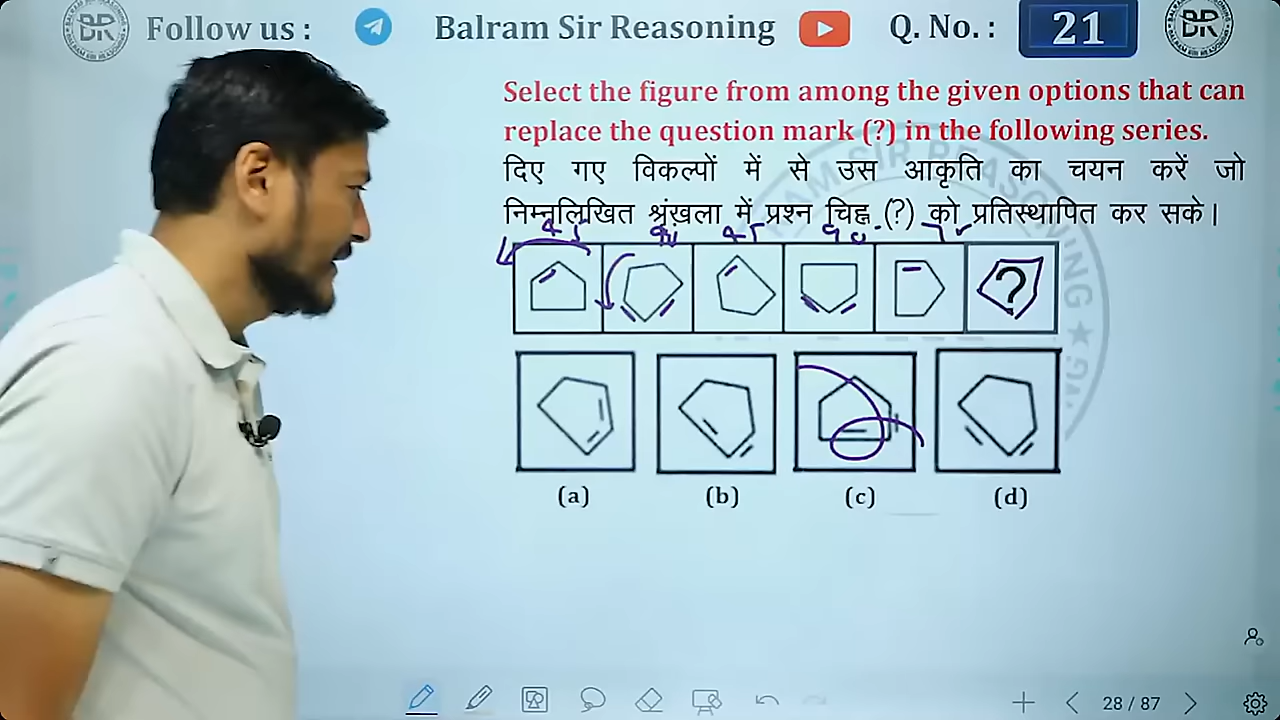 Follow us : Balram Sir Reasoning Q. No. : 21
Select the figure from among the given options that can
replace the question mark (?) in the following series.
दिए गए विकल्पों में से उस आकृति का चयन करें जो
निम्नलिखित श्रृंखला में प्रश्न चिह्न (?) को प्रतिस्थापित कर सके।
?
(a) (b) (c) (d)
28 / 87